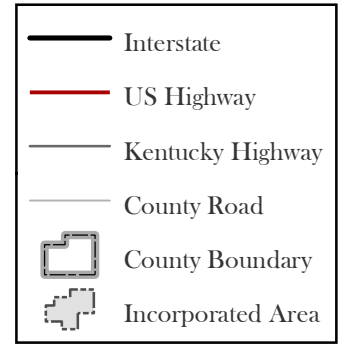 Interstate
US Highway
Kentucky Highway
County Road
County Boundary
Incorporated Area